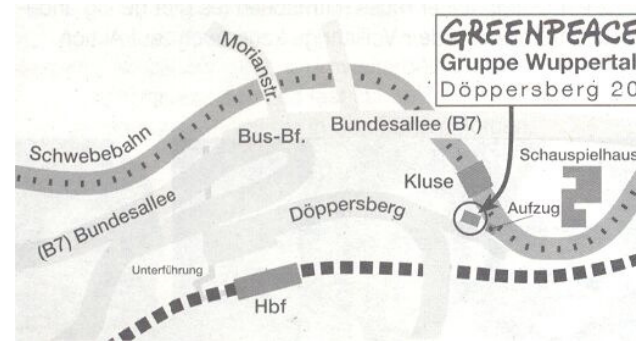 GREENPEACE
Gruppe Wuppertal
Döppersberg 20
Morianstr.
Bundesallee (B7)
Bus-Bf.
Schwebebahn
Schauspielhaus
Kluse
(B7) Bundesallee
Döppersberg
Aufzug
Unterführung
Hbf